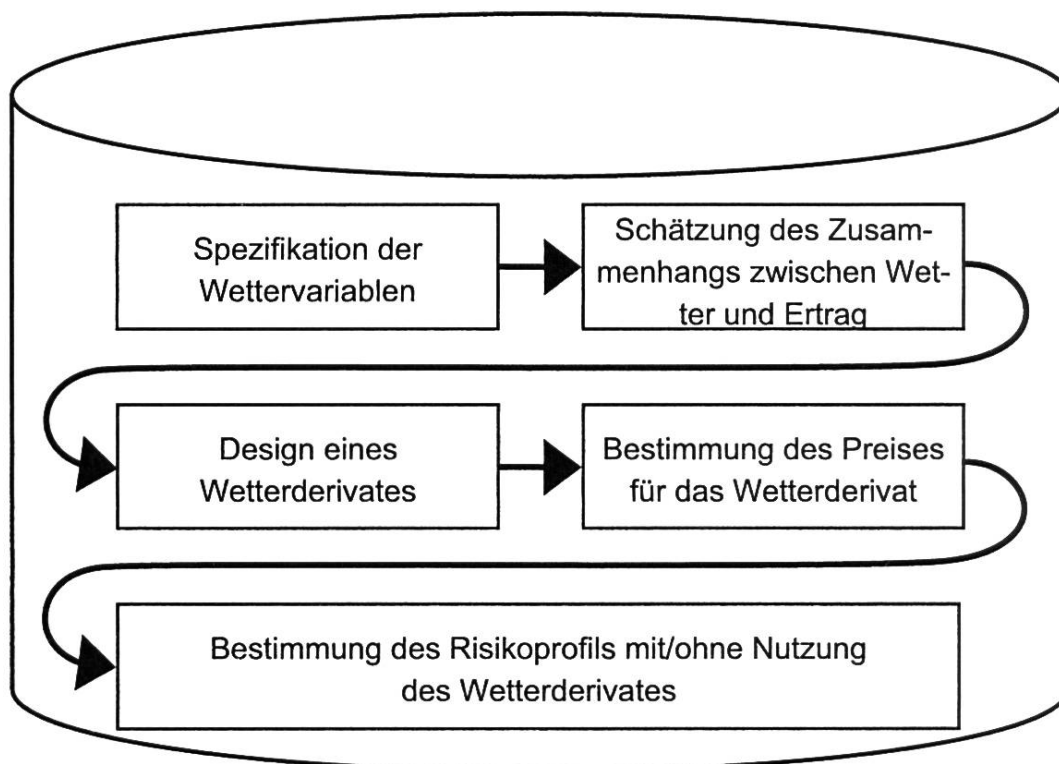 Spezifikation der
Wettervariablen
Schätzung des Zusam-
menhangs zwischen Wet-
ter und Ertrag
Design eines
Wetterderivates
Bestimmung des Preises
für das Wetterderivat
Bestimmung des Risikoprofils mit/ohne Nutzung
des Wetterderivates